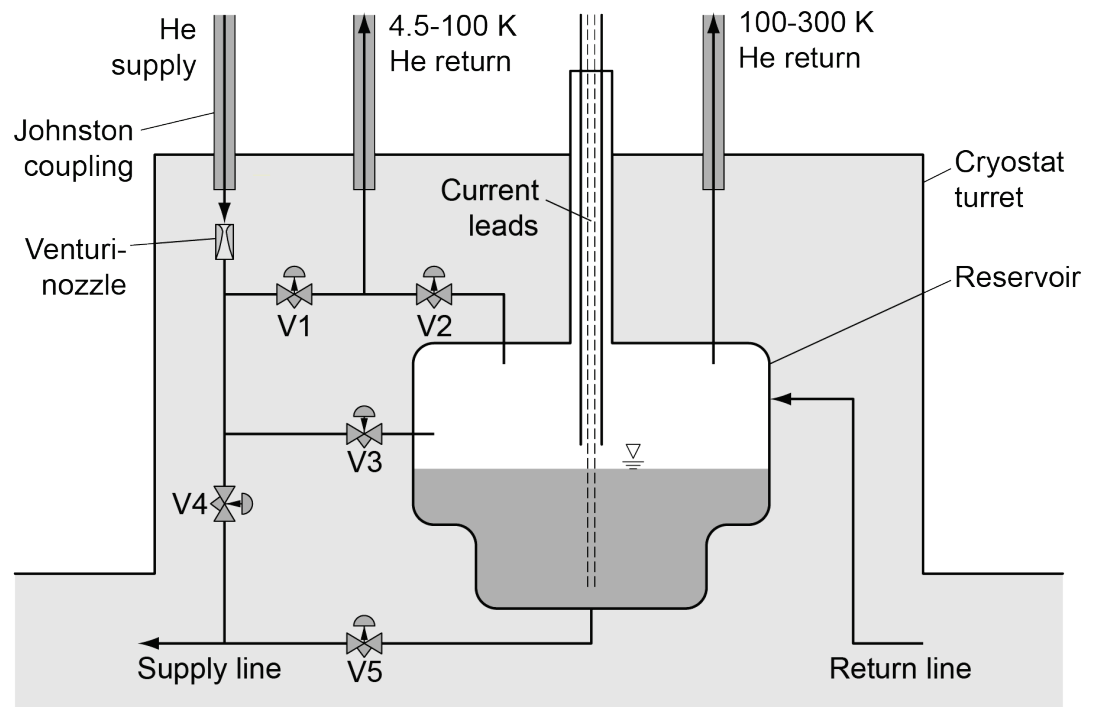 He
supply
4.5-100 K
He return
100-300 K
He return
Johnston
coupling
Current
leads
Cryostat
turret
Venturi-
nozzle
Reservoir
V1
V2
V3
V4
V5
Supply line
Return line